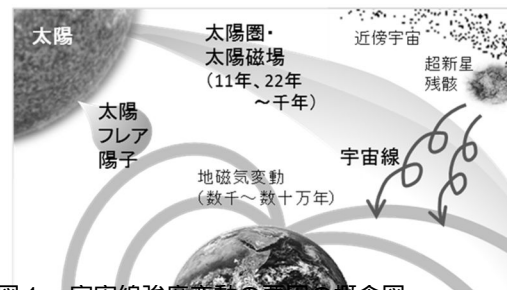 太陽
太陽圏・
太陽磁場
（11年、22年
～千年）
近傍宇宙
超新星
残骸
太陽
フレア
陽子
宇宙線
地磁気変動
（数千～数十万年）